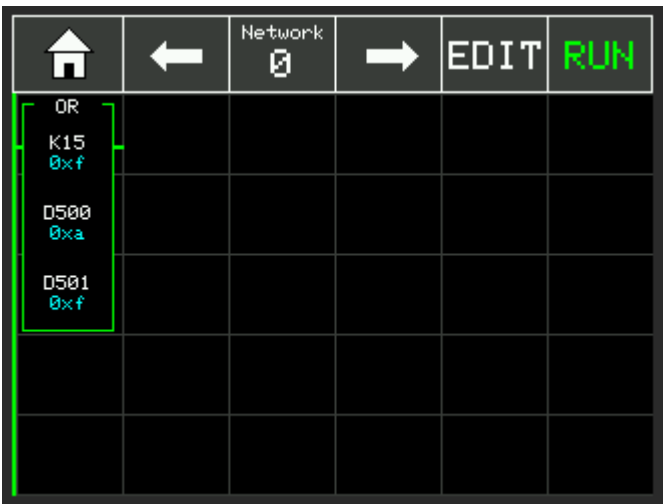 Network
0
EDIT
RUN
OR
K15
0xf
D500
0xa
D501
0xf